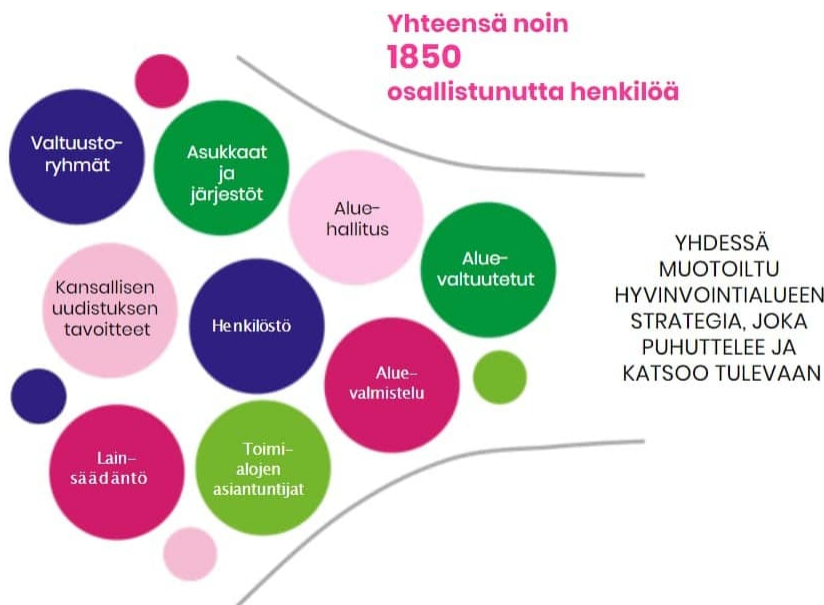 Yhteensä noin
1850
osallistunutta henkilöä
Valtuusto-
ryhmät
Asukkaat
ja
järjestöt
Alue-
hallitus
Alue-
valtuutetut
Kansallisen
uudistuksen
tavoitteet
Henkilöstö
Alue-
valmistelu
Lain-
säädäntö
Toimi-
alojen
asiantuntijat
YHDESSÄ
MUOTOILTU
HYVINVOINTIALUEEN
STRATEGIA, JOKA
PUHUTTELEE JA
KATSOO TULEVAAN